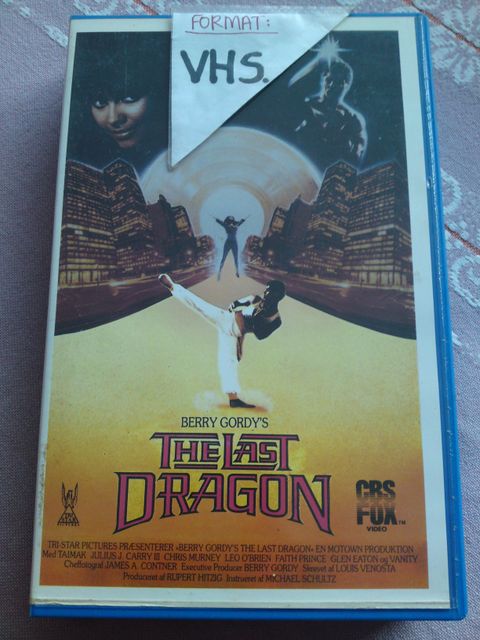 FORMAT:
VHS.
BERRY GORDY'S
THE LAST
DRAGON
CBS
FOX™
VIDEO
TRI-STAR PICTURES PRÆSENTERER »BERRY GORDY'S THE LAST DRAGON« EN MOTOWN PRODUKTION
Med TAIMAK JULIUS J. CARRY III CHRIS MURNEY LEO O'BRIEN FAITH PRINCE GLEN EATON og VANITY
Cheffotograf JAMES A. CONTNER Executive Producer BERRY GORDY Skrevet af LOUIS VENOSTA
Produceret af RUPERT HITZIG Instrueret af MICHAEL SCHULTZ